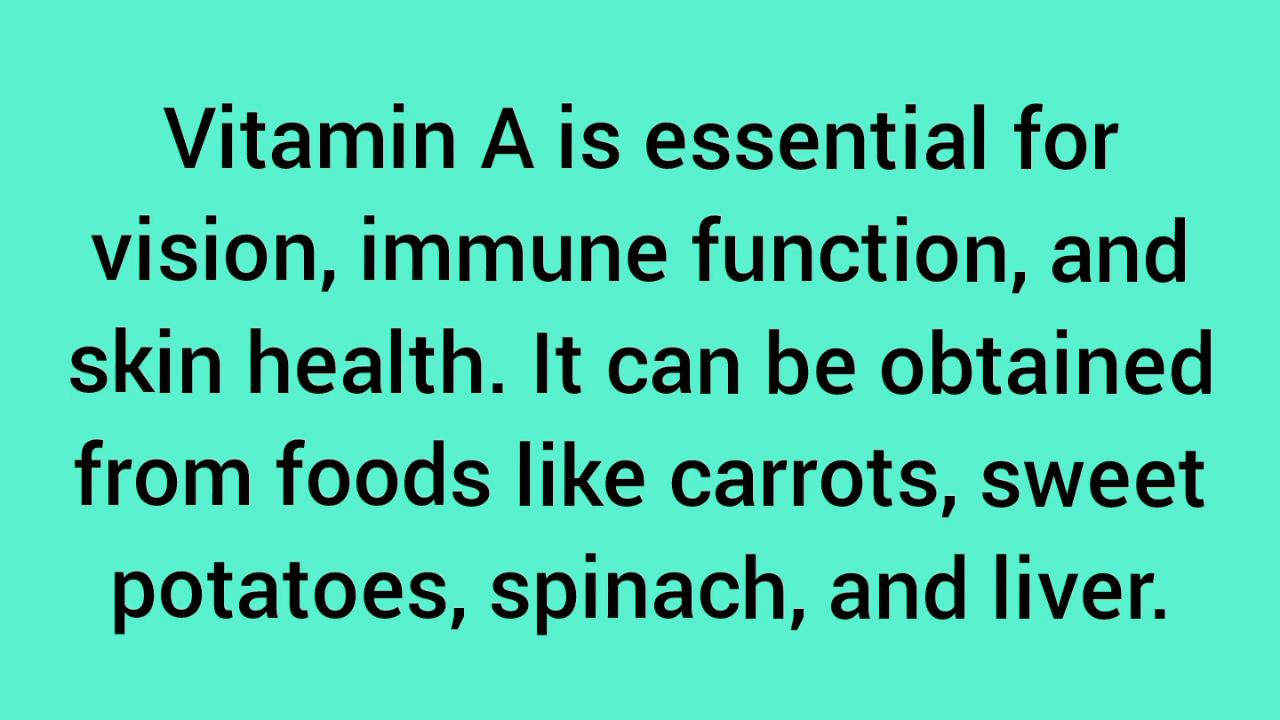 Vitamin A is essential for
vision, immune function, and
skin health. It can be obtained
from foods like carrots, sweet
potatoes, spinach, and liver.